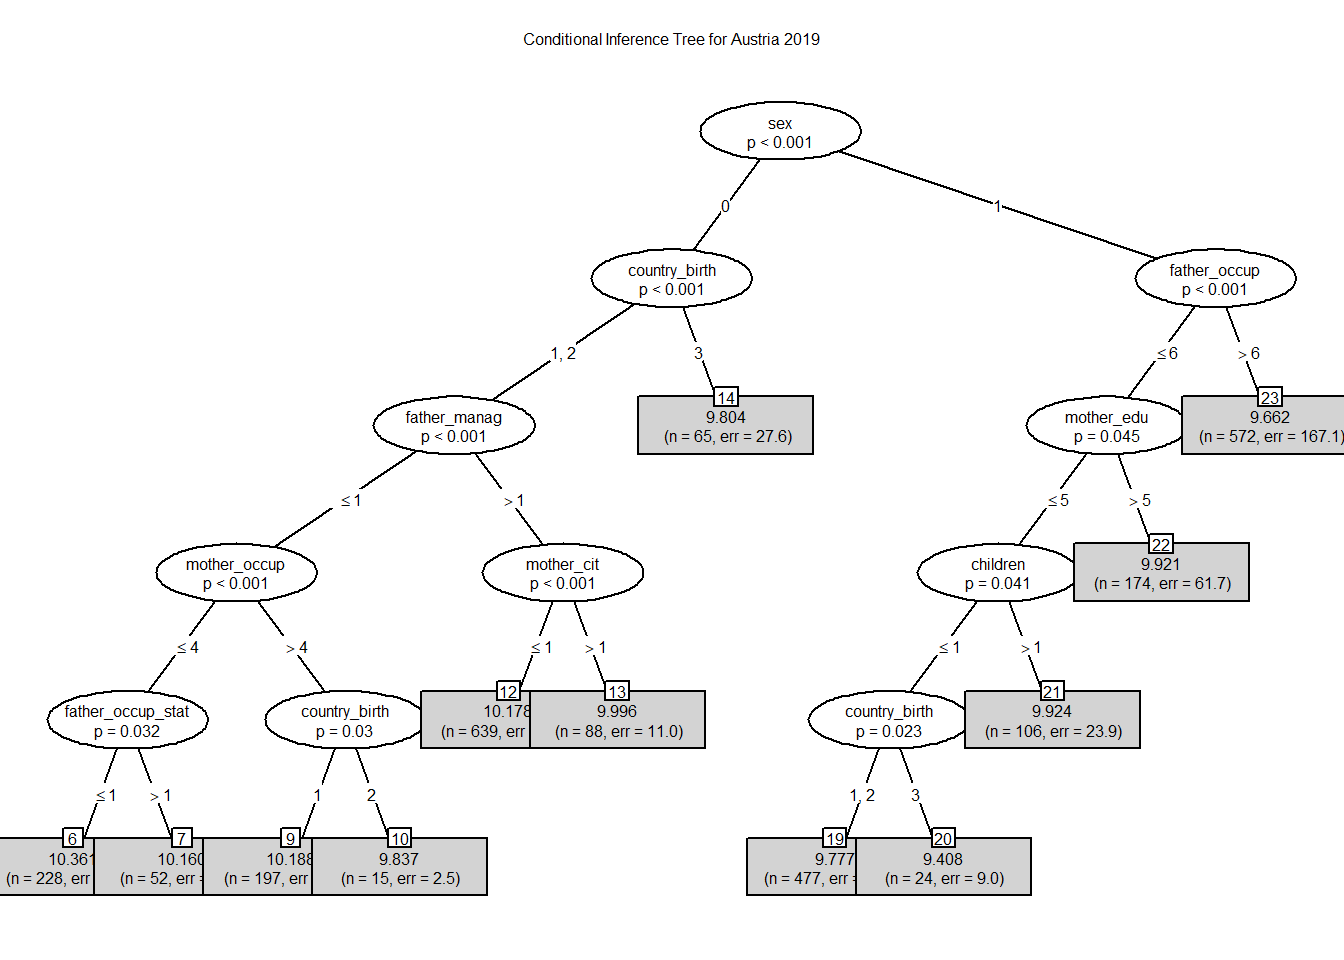 Conditional Inference Tree for Austria 2019
sex
p < 0.001
0
1
country_birth
p < 0.001
father_occup
p < 0.001
1, 2
3
≤ 6
> 6
14
9.804
(n = 65, err = 27.6)
23
9.662
(n = 572, err = 167.1)
father_manag
p < 0.001
mother_edu
p = 0.045
≤ 1
> 1
≤ 5
> 5
mother_occup
p < 0.001
mother_cit
p < 0.001
children
p = 0.041
22
9.921
(n = 174, err = 61.7)
≤ 4
> 4
≤ 1
> 1
≤ 1
> 1
father_occup_stat
p = 0.032
country_birth
p = 0.03
12
10.178
(n = 639, err
13
9.996
(n = 88, err = 11.0)
country_birth
p = 0.023
21
9.924
(n = 106, err = 23.9)
≤ 1
> 1
1
2
1, 2
3
6
10.361
(n = 228, err
7
10.160
(n = 52, err =
9
10.188
(n = 197, err
10
9.837
(n = 15, err = 2.5)
19
9.777
(n = 477, err =
20
9.408
(n = 24, err = 9.0)